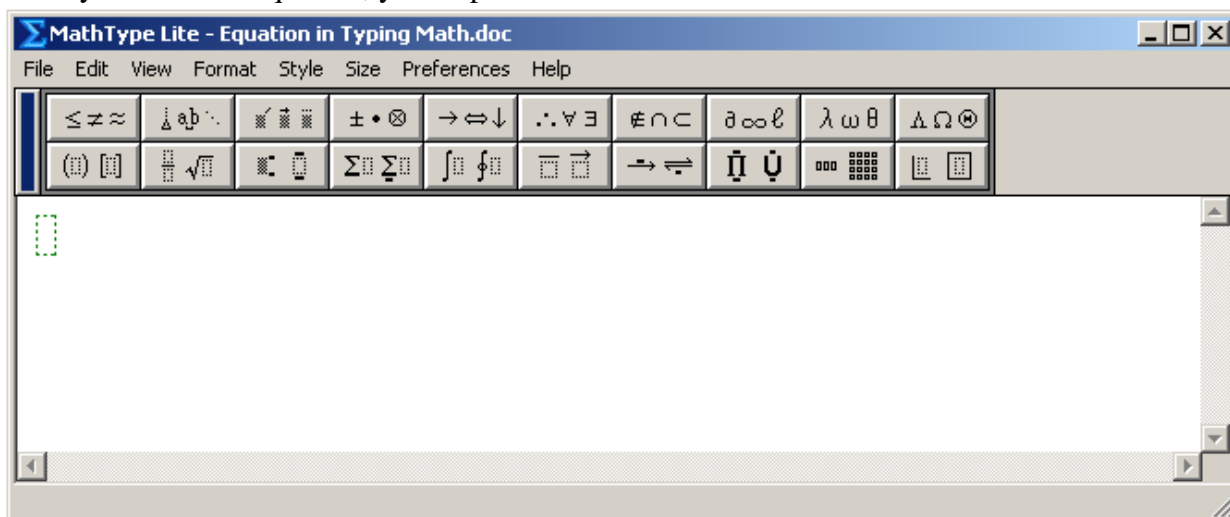 MathType Lite - Equation in Typing Math.doc
File Edit View Format Style Size Preferences Help
≤ ≠ ≈ a,b ⋱ ± • ⊗ → ⇔ ↓ ∴ ∀ ∃ ∉ ∩ ⊂ ∂ ∞ ℓ λ ω θ Λ Ω Θ
() [] √ Σ Σ ∫ ∮ → ⇌ Π U